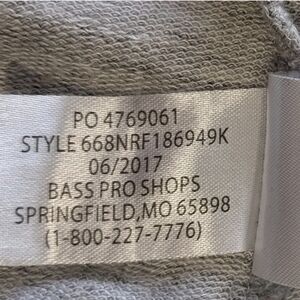 PO 4769061
STYLE 668NRF186949K
06/2017
BASS PRO SHOPS
SPRINGFIELD,MO 65898
(1-800-227-7776)